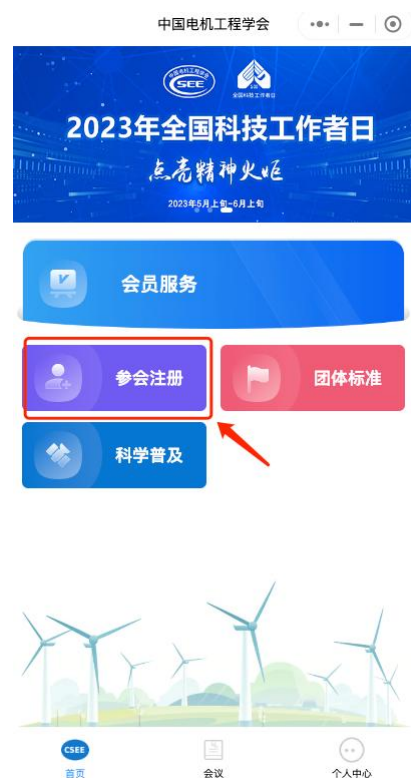 中国电机工程学会
CSEE
2023年全国科技工作者日
点亮精神火炬
2023年5月上旬-6月上旬
会员服务
参会注册
团体标准
科学普及
CSEE
首页
会议
个人中心